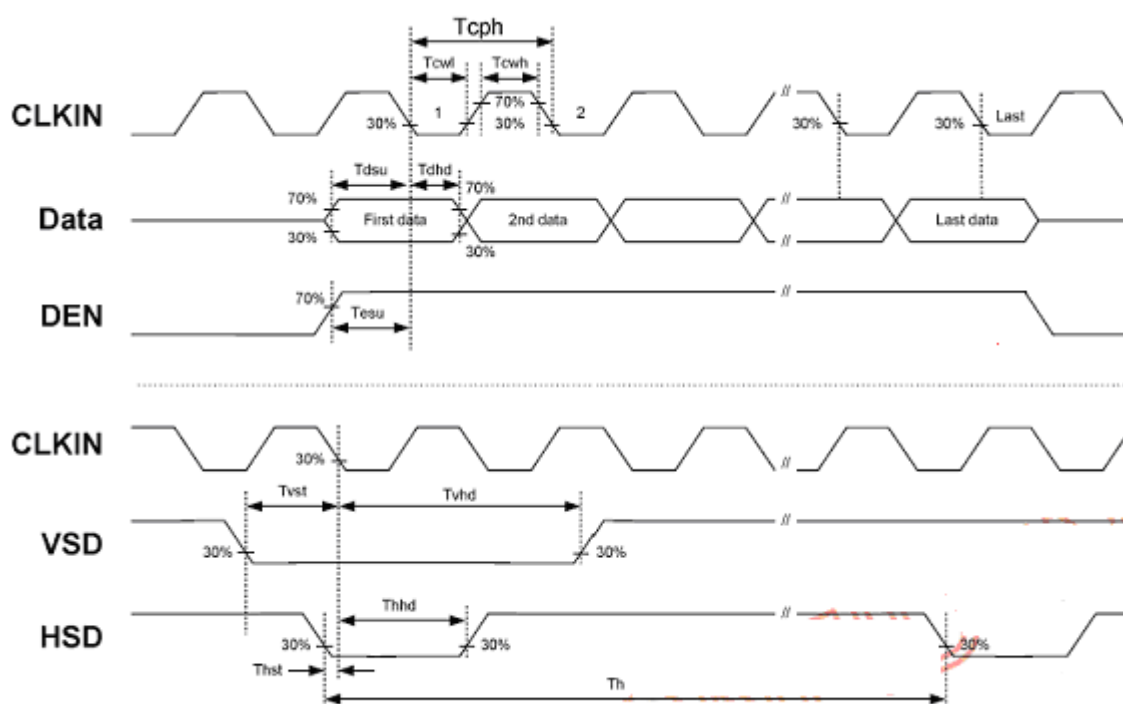 Tcph
Tcwl Tcwh
CLKIN 30% 1 70% 30% 2 // 30% 30% Last
Tdsu Tdhd
70% 70%
Data First data 2nd data // Last data
30% 30%
70% //
DEN Tesu
CLKIN 30% //
Tvst Tvhd
VSD 30% 30% //
Thhd
HSD 30% 30% // 30%
Thst
Th